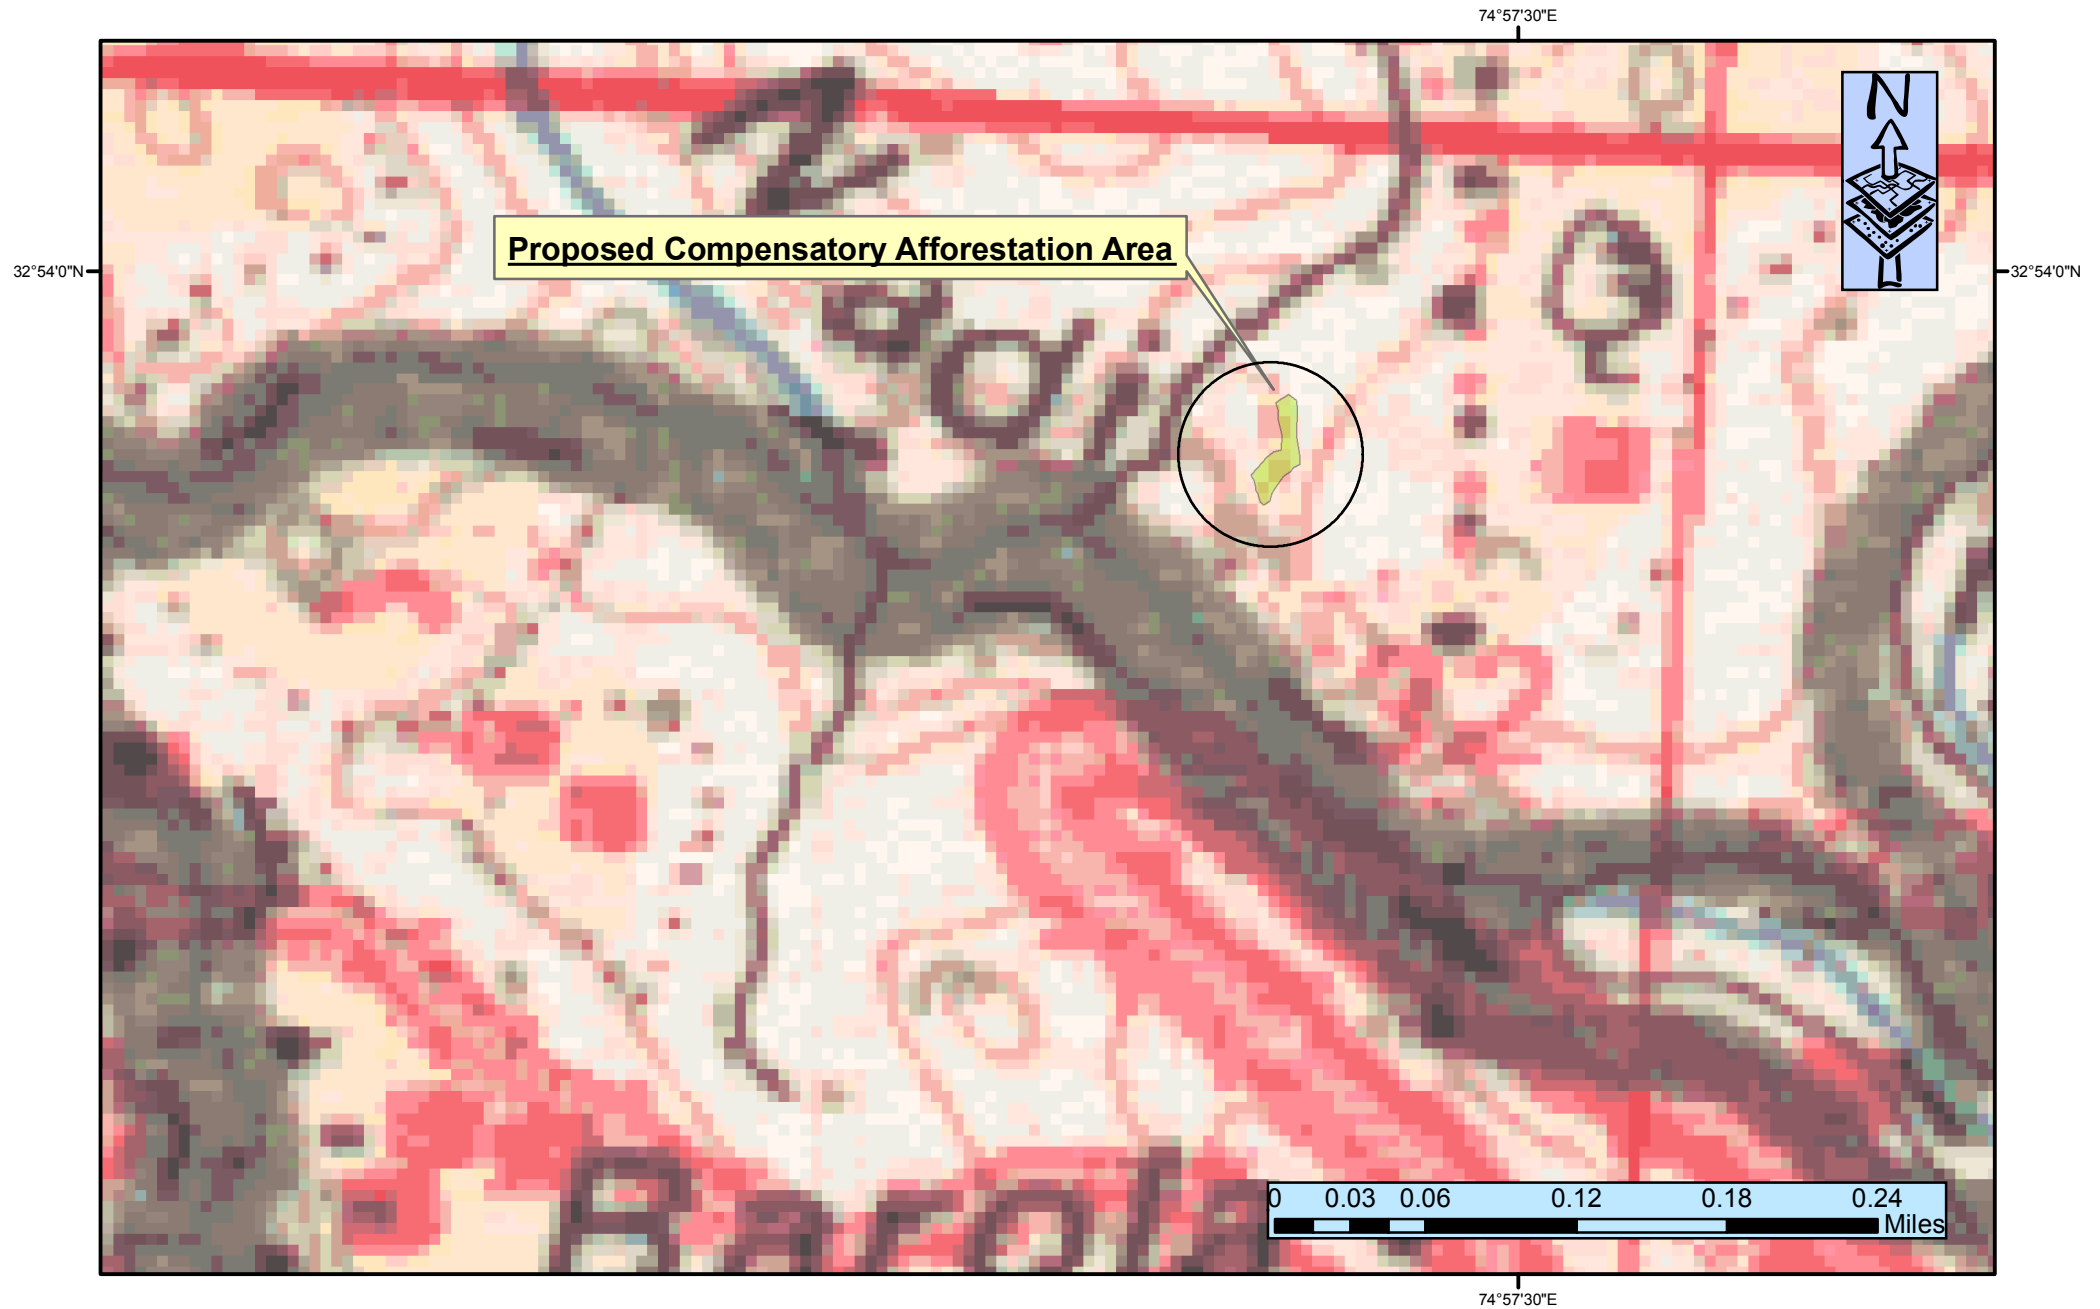 74°57'30"E
N
32°54'0"N
32°54'0"N
Proposed Compensatory Afforestation Area
Barola
0 0.03 0.06 0.12 0.18 0.24
Miles
74°57'30"E